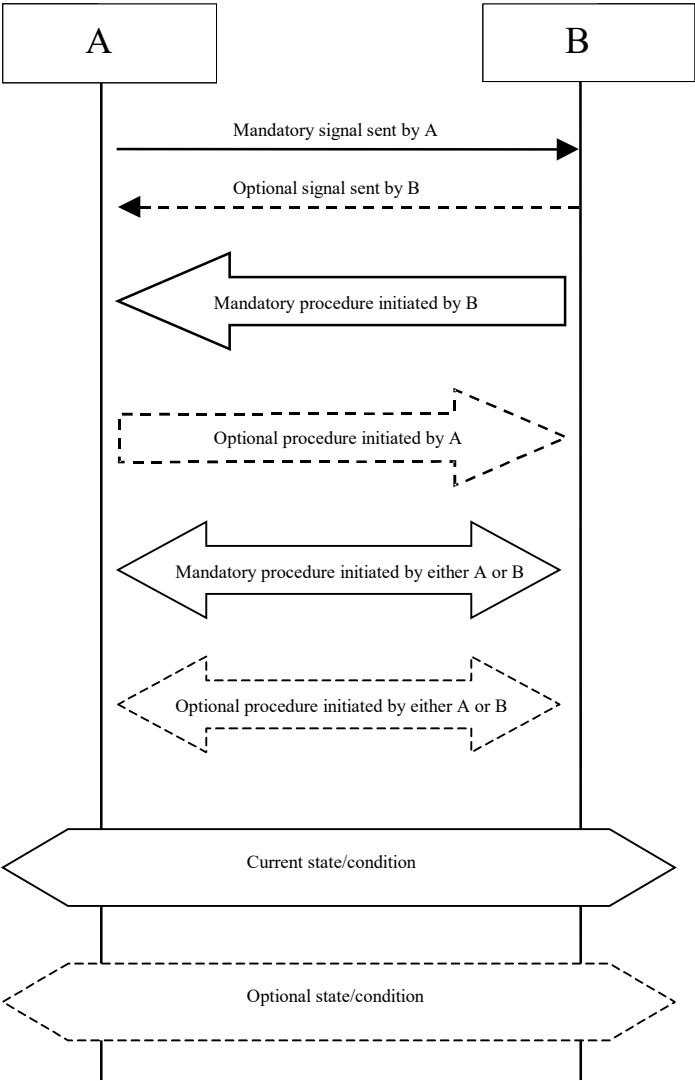 A
B
Mandatory signal sent by A
Optional signal sent by B
Mandatory procedure initiated by B
Optional procedure initiated by A
Mandatory procedure initiated by either A or B
Optional procedure initiated by either A or B
Current state/condition
Optional state/condition